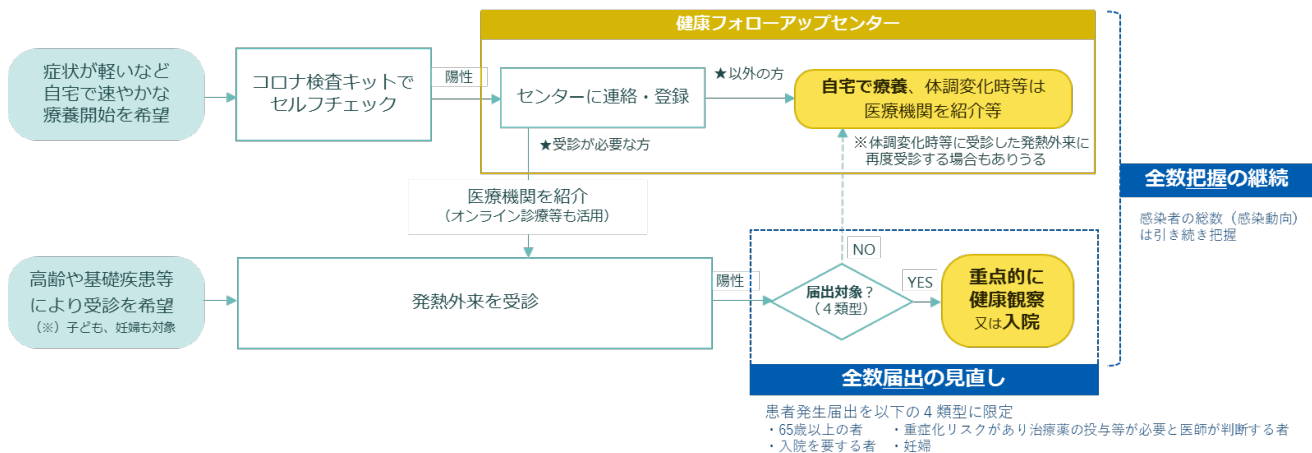 健康フォローアップセンター
症状が軽いなど
自宅で速やかな
療養開始を希望
コロナ検査キットで
セルフチェック
陽性
センターに連絡・登録
★以外の方
自宅で療養、体調変化時等は
医療機関を紹介等
★受診が必要な方
※体調変化時等に受診した発熱外来に
再度受診する場合もありうる
医療機関を紹介
（オンライン診療等も活用）
全数把握の継続
感染者の総数（感染動向）
は引き続き把握
高齢や基礎疾患等
により受診を希望
（※）子ども、妊婦も対象
発熱外来を受診
陽性
届出対象？
（４類型）
NO
YES
重点的に
健康観察
又は入院
全数届出の見直し
患者発生届出を以下の４類型に限定
・65歳以上の者　・重症化リスクがあり治療薬の投与等が必要と医師が判断する者
・入院を要する者　・妊婦